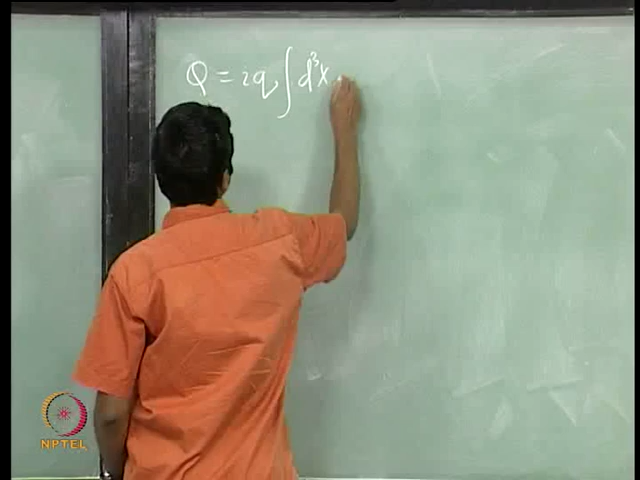 Q = iq ∫ d³x
NPTEL